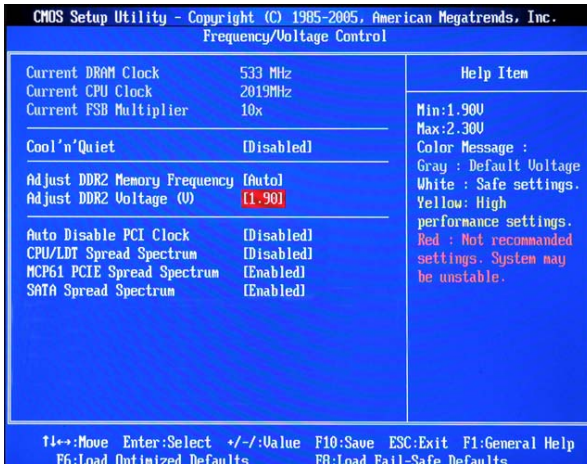 CMOS Setup Utility - Copyright (C) 1985-2005, American Megatrends, Inc.
Frequency/Voltage Control
Current DRAM Clock 533 MHz
Current CPU Clock 2019MHz
Current FSB Multiplier 10x
Cool'n'Quiet [Disabled]
Adjust DDR2 Memory Frequency [Auto]
Adjust DDR2 Voltage (V) [1.90]
Auto Disable PCI Clock [Disabled]
CPU/LDT Spread Spectrum [Disabled]
MCP61 PCIE Spread Spectrum [Enabled]
SATA Spread Spectrum [Enabled]
Help Item
Min:1.90V
Max:2.30V
Color Message :
Gray : Default Voltage
White : Safe settings.
Yellow: High
performance settings.
Red : Not recommanded
settings. System may
be unstable.
↑↓←→:Move Enter:Select +/-/:Value F10:Save ESC:Exit F1:General Help
F6:Load Optimized Defaults F8:Load Fail-Safe Defaults